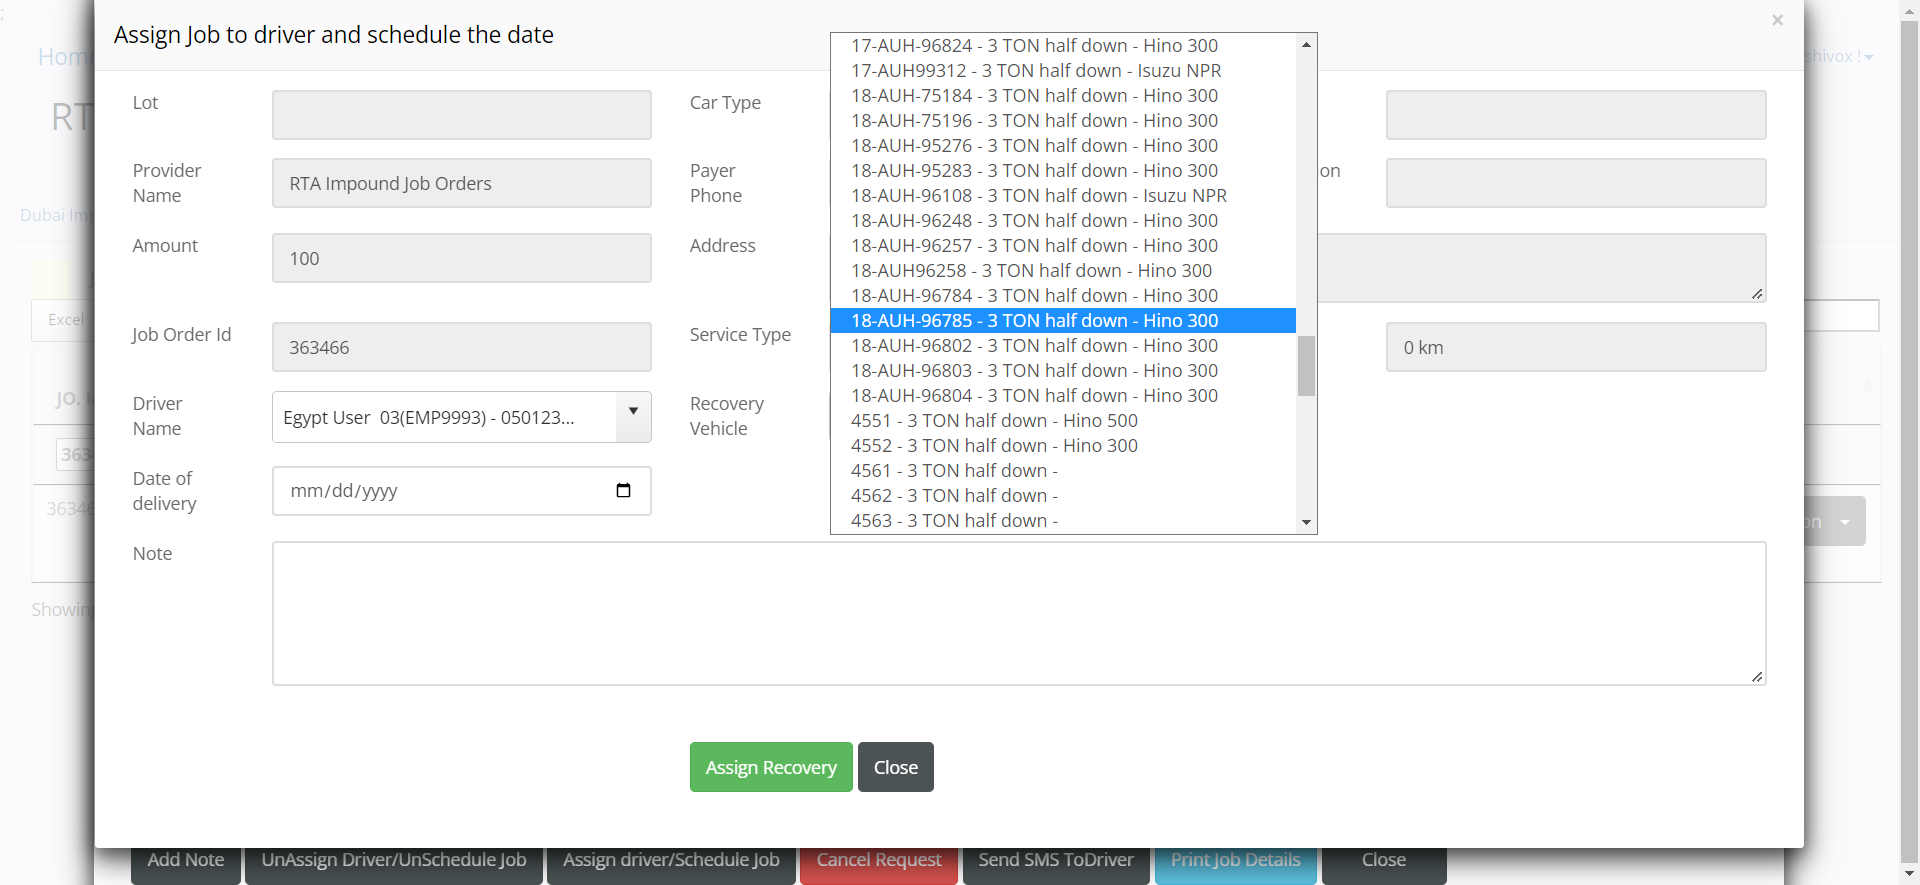 ;
Assign Job to driver and schedule the date
×
Home
shivox !
RT
Dubai Imp
Excel
JO. I
363
36346
Showing
on
Lot
Car Type
Provider Name
RTA Impound Job Orders
Payer Phone
on
Amount
100
Address
Job Order Id
363466
Service Type
0 km
Driver Name
Egypt User 03(EMP9993) - 050123...
Recovery Vehicle
Date of delivery
mm/dd/yyyy
17-AUH-96824 - 3 TON half down - Hino 300
17-AUH99312 - 3 TON half down - Isuzu NPR
18-AUH-75184 - 3 TON half down - Hino 300
18-AUH-75196 - 3 TON half down - Hino 300
18-AUH-95276 - 3 TON half down - Hino 300
18-AUH-95283 - 3 TON half down - Hino 300
18-AUH-96108 - 3 TON half down - Isuzu NPR
18-AUH-96248 - 3 TON half down - Hino 300
18-AUH-96257 - 3 TON half down - Hino 300
18-AUH96258 - 3 TON half down - Hino 300
18-AUH-96784 - 3 TON half down - Hino 300
18-AUH-96785 - 3 TON half down - Hino 300
18-AUH-96802 - 3 TON half down - Hino 300
18-AUH-96803 - 3 TON half down - Hino 300
18-AUH-96804 - 3 TON half down - Hino 300
4551 - 3 TON half down - Hino 500
4552 - 3 TON half down - Hino 300
4561 - 3 TON half down -
4562 - 3 TON half down -
4563 - 3 TON half down -
Note
Assign Recovery
Close
Add Note
UnAssign Driver/UnSchedule Job
Assign driver/Schedule Job
Cancel Request
Send SMS ToDriver
Print Job Details
Close